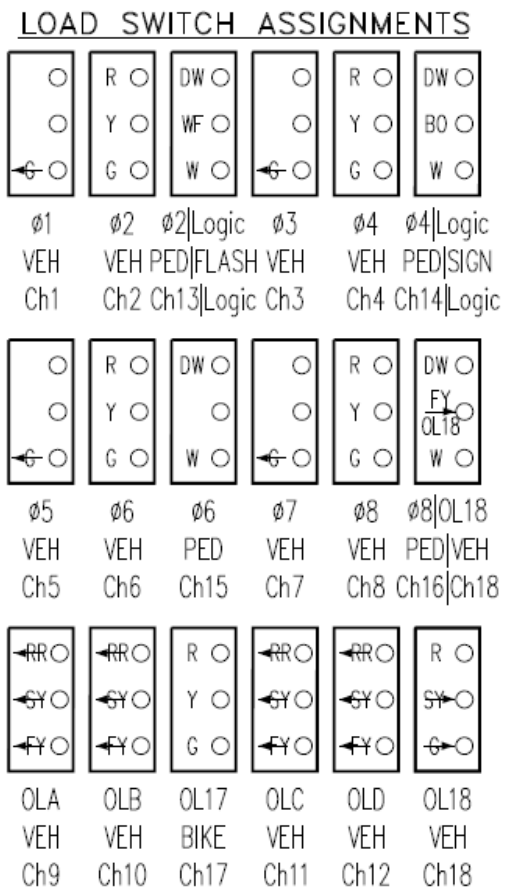 LOAD SWITCH ASSIGNMENTS
R DW R DW
Y WF Y BO
G G W G G W
ø1 ø2 ø2|Logic ø3 ø4 ø4|Logic
VEH VEH PED|FLASH VEH VEH PED|SIGN
Ch1 Ch2 Ch13|Logic Ch3 Ch4 Ch14|Logic
R DW R DW
Y Y FY
OL18
G G W G G W
ø5 ø6 ø6 ø7 ø8 ø8|OL18
VEH VEH PED VEH VEH PED|VEH
Ch5 Ch6 Ch15 Ch7 Ch8 Ch16|Ch18
RR RR R RR RR R
SY SY Y SY SY SY
FY FY G FY FY G
OLA OLB OL17 OLC OLD OL18
VEH VEH BIKE VEH VEH VEH
Ch9 Ch10 Ch17 Ch11 Ch12 Ch18